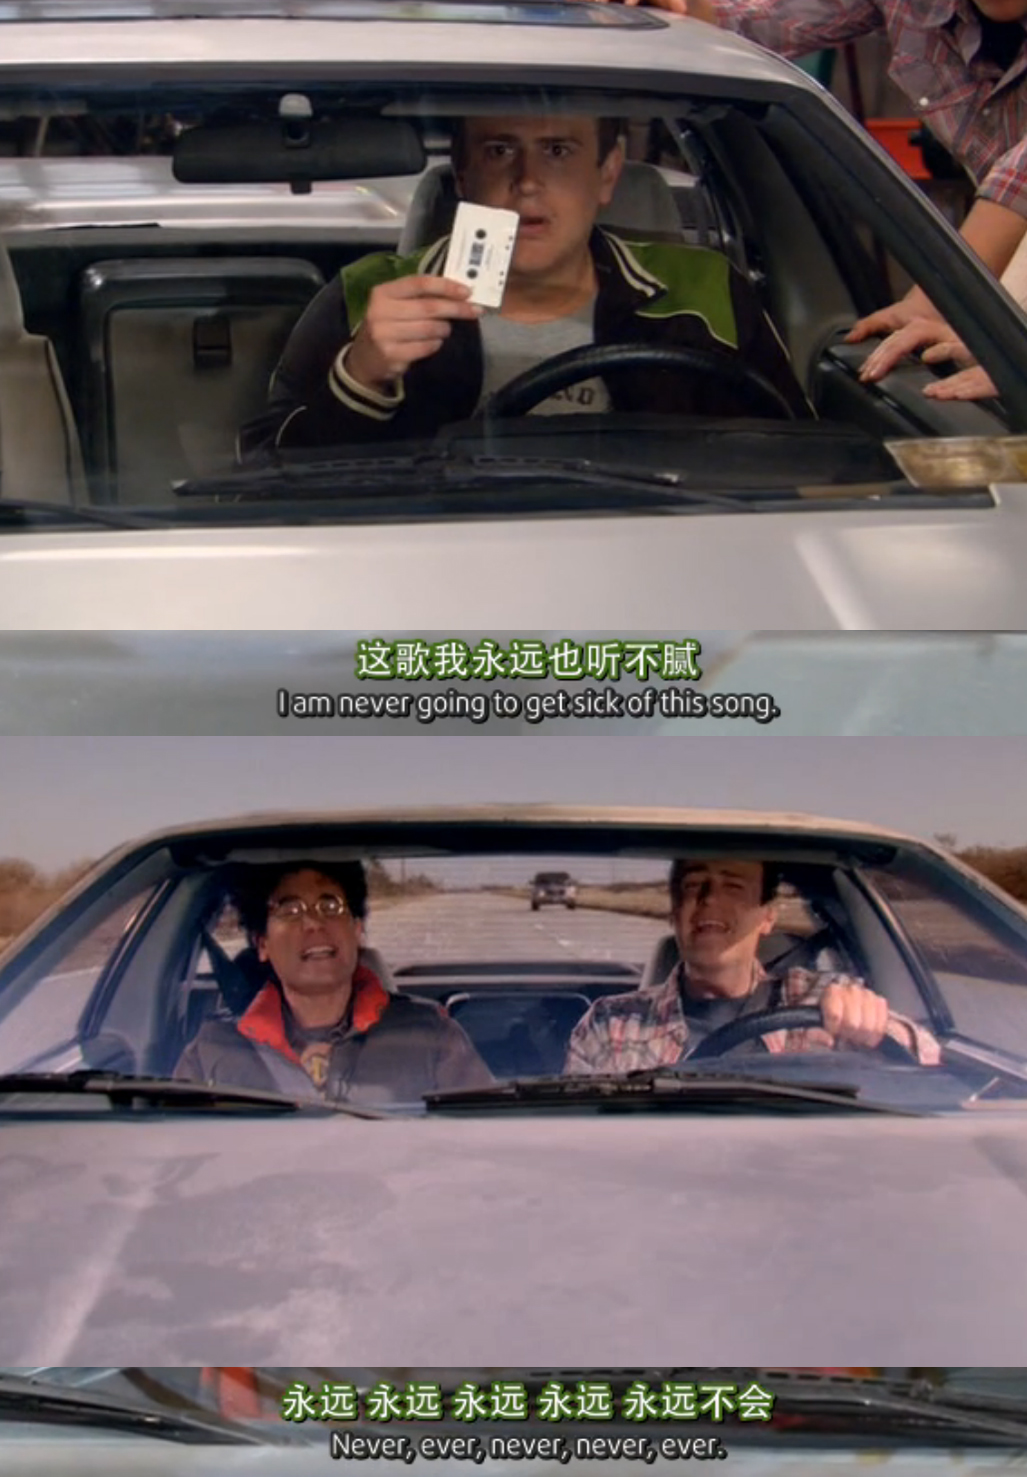 这歌我永远也听不腻
I am never going to get sick of this song.
永远 永远 永远 永远 永远不会
Never, ever, never, never, ever.